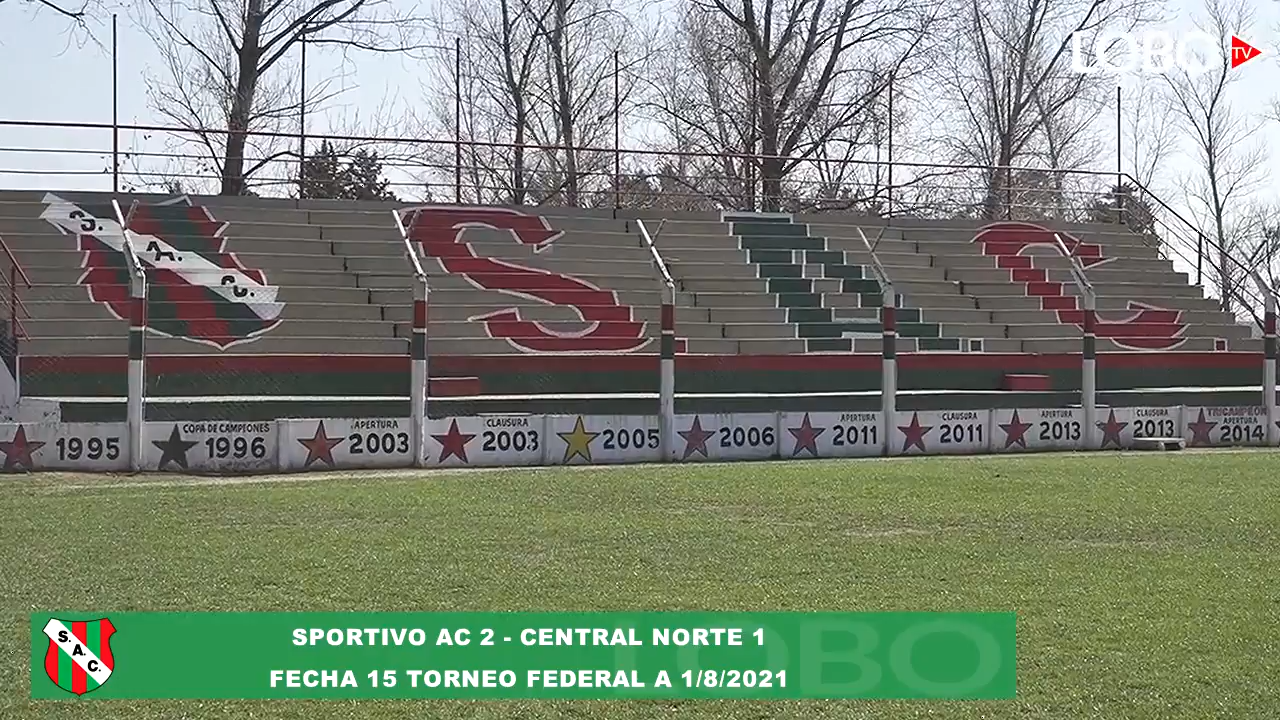 LOBO TV
S. A. C.
S. A. C.
1995
COPA DE CAMPEONES
1996
APERTURA
2003
CLAUSURA
2003
2005
2006
APERTURA
2011
CLAUSURA
2011
APERTURA
2013
CLAUSURA
2013
TRICAMPEON
APERTURA
2014
S.A.C.
SPORTIVO AC 2 - CENTRAL NORTE 1
FECHA 15 TORNEO FEDERAL A 1/8/2021
LOBO